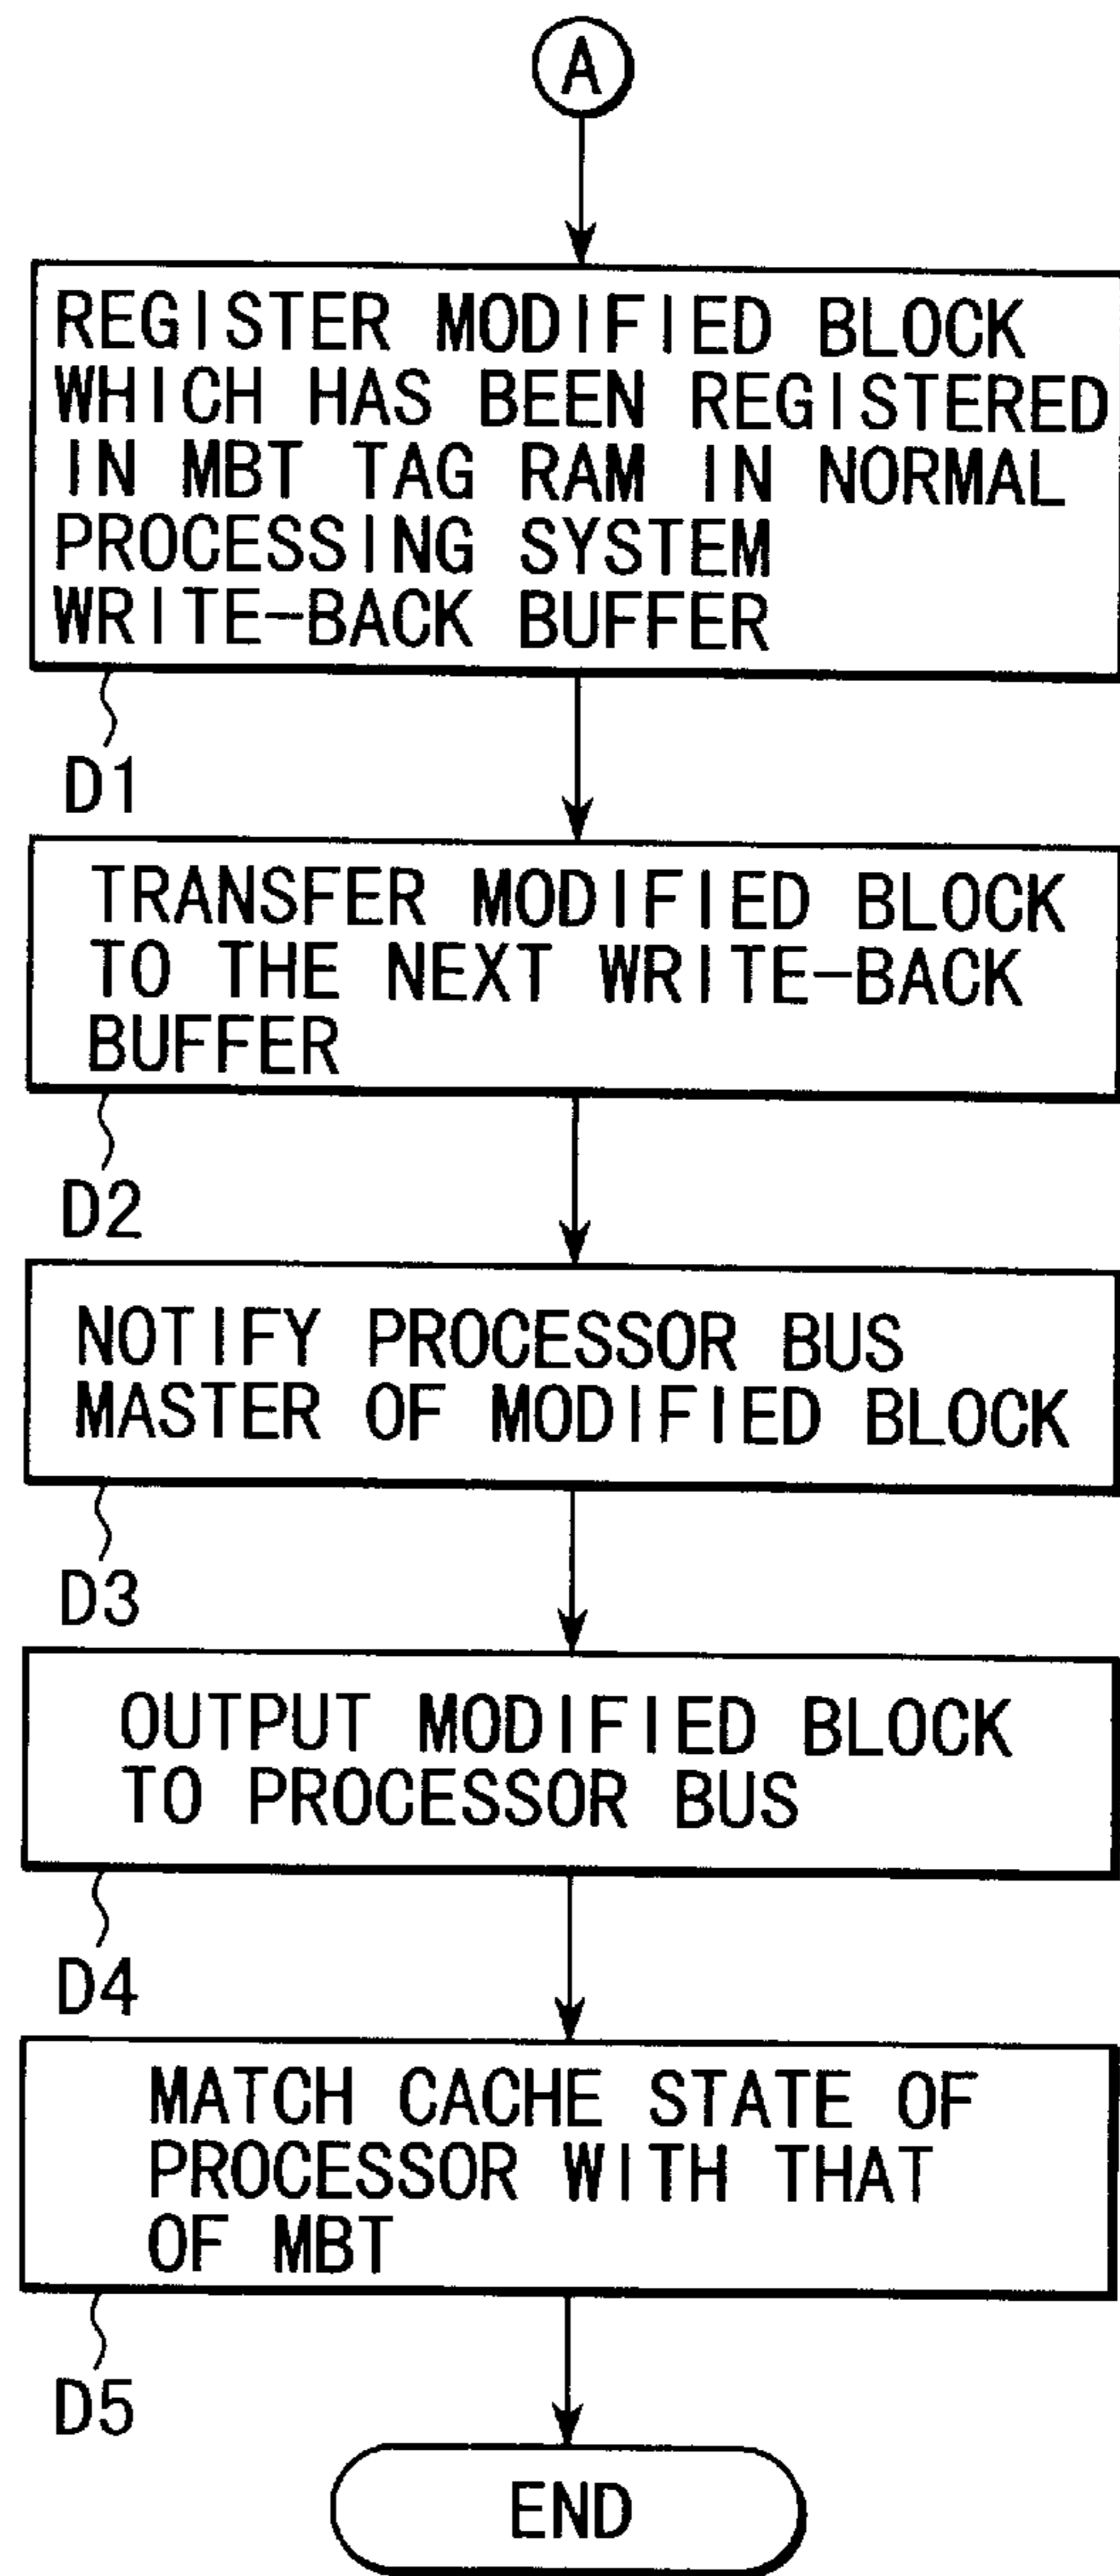 A
REGISTER MODIFIED BLOCK
WHICH HAS BEEN REGISTERED
IN MBT TAG RAM IN NORMAL
PROCESSING SYSTEM
WRITE-BACK BUFFER
D1
TRANSFER MODIFIED BLOCK
TO THE NEXT WRITE-BACK
BUFFER
D2
NOTIFY PROCESSOR BUS
MASTER OF MODIFIED BLOCK
D3
OUTPUT MODIFIED BLOCK
TO PROCESSOR BUS
D4
MATCH CACHE STATE OF
PROCESSOR WITH THAT
OF MBT
D5
END